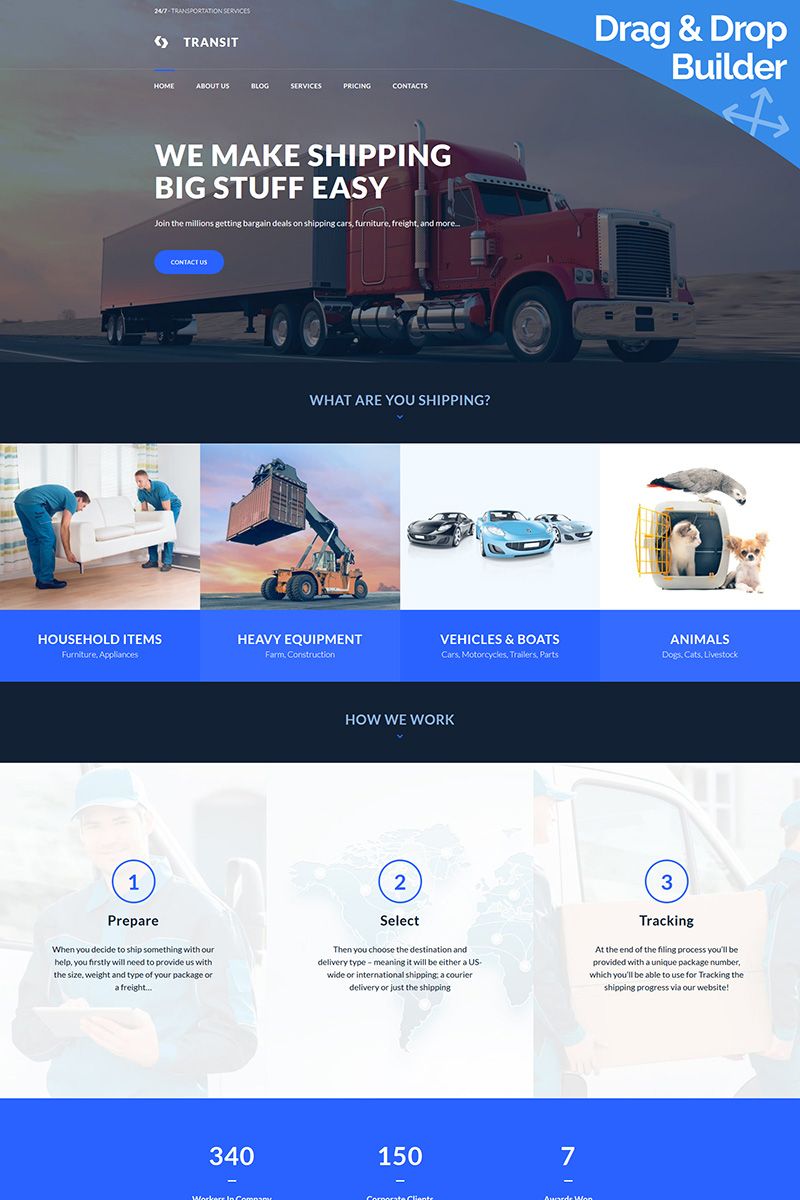 24/7 - TRANSPORTATION SERVICES
Drag & Drop
Builder
TRANSIT
HOME ABOUT US BLOG SERVICES PRICING CONTACTS
WE MAKE SHIPPING
BIG STUFF EASY
Join the millions getting bargain deals on shipping cars, furniture, freight, and more...
CONTACT US
WHAT ARE YOU SHIPPING?
HOUSEHOLD ITEMS
Furniture, Appliances
HEAVY EQUIPMENT
Farm, Construction
VEHICLES & BOATS
Cars, Motorcycles, Trailers, Parts
ANIMALS
Dogs, Cats, Livestock
HOW WE WORK
1
Prepare
When you decide to ship something with our
help, you firstly will need to provide us with
the size, weight and type of your package or
a freight...
2
Select
Then you choose the destination and
delivery type – meaning it will be either a US-
wide or international shipping; a courier
delivery or just the shipping
3
Tracking
At the end of the filing process you'll be
provided with a unique package number,
which you'll be able to use for Tracking the
shipping progress via our website!
340
Workers In Company
150
Corporate Clients
7
Awards Won